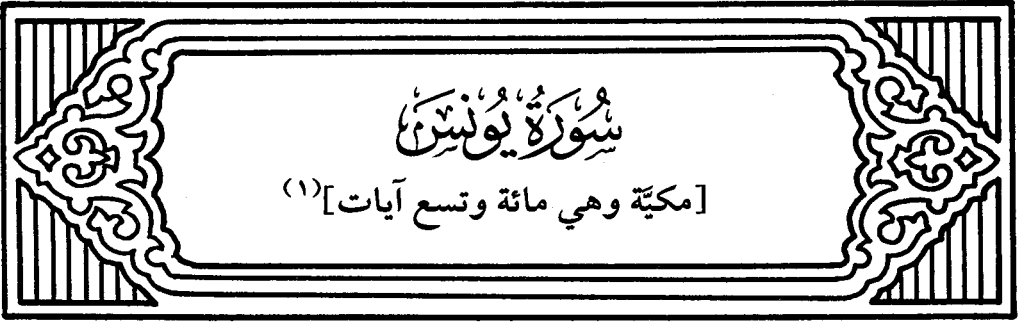 سُورَةُ يُونُسَ
[مكيَّة وهي مائة وتسع آيات](١)